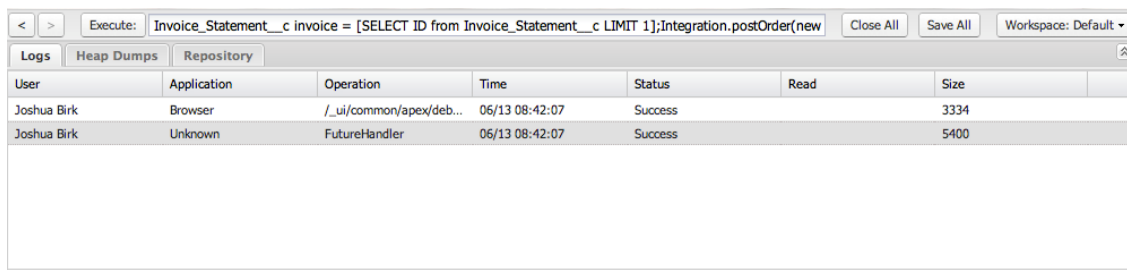 < > Execute: Invoice_Statement__c invoice = [SELECT ID from Invoice_Statement__c LIMIT 1];Integration.postOrder(new Close All Save All Workspace: Default
Logs Heap Dumps Repository
User Application Operation Time Status Read Size
Joshua Birk Browser /_ui/common/apex/deb... 06/13 08:42:07 Success 3334
Joshua Birk Unknown FutureHandler 06/13 08:42:07 Success 5400